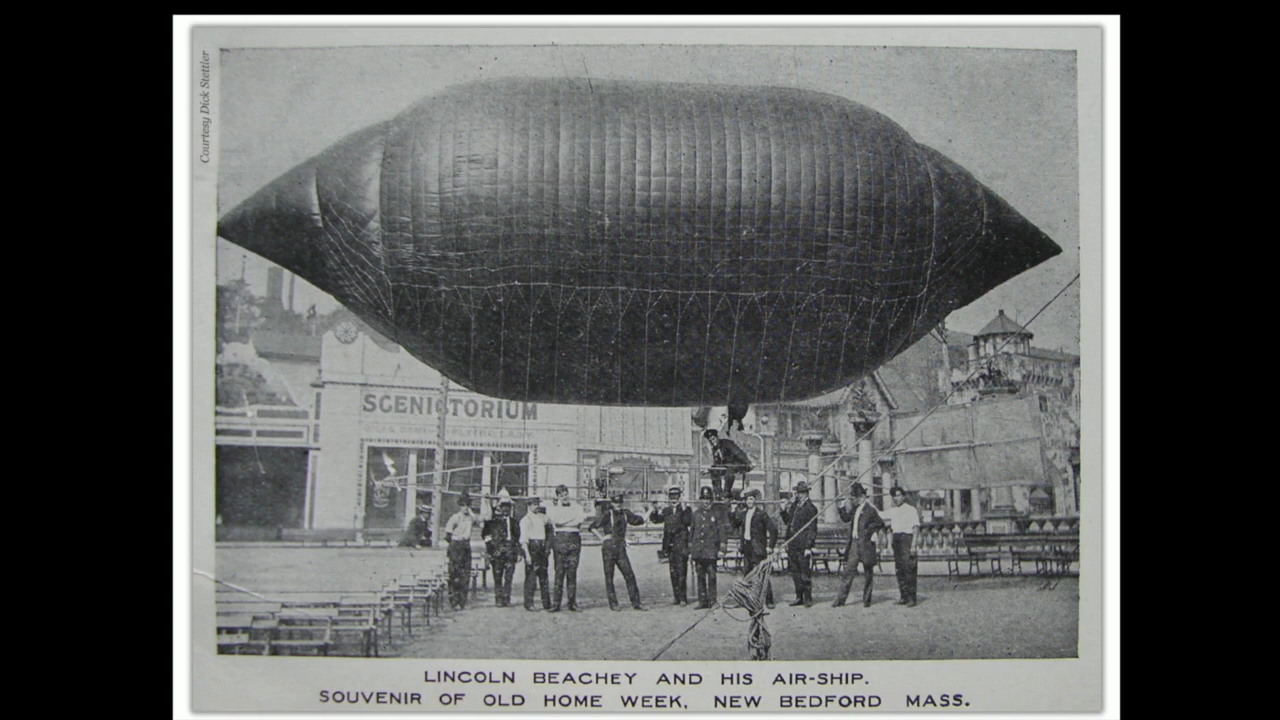 Courtesy Dick Stettler
SCENICTORIUM
LINCOLN BEACHEY AND HIS AIR-SHIP.
SOUVENIR OF OLD HOME WEEK, NEW BEDFORD MASS.